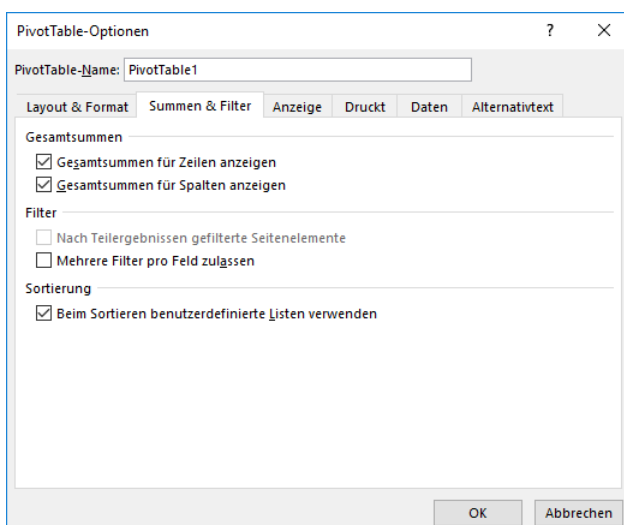 PivotTable-Optionen ?
PivotTable-Name: PivotTable1
Layout & Format Summen & Filter Anzeige Druckt Daten Alternativtext
Gesamtsummen
Gesamtsummen für Zeilen anzeigen
Gesamtsummen für Spalten anzeigen
Filter
Nach Teilergebnissen gefilterte Seitenelemente
Mehrere Filter pro Feld zulassen
Sortierung
Beim Sortieren benutzerdefinierte Listen verwenden
OK Abbrechen